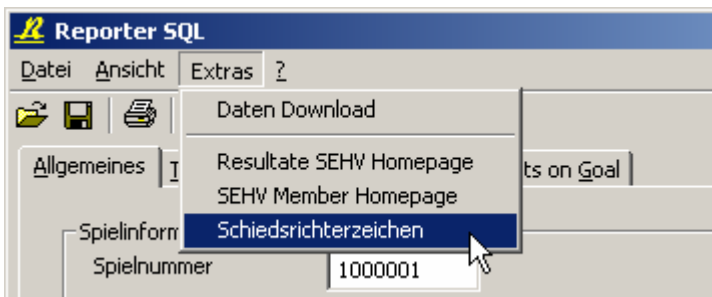 Reporter SQL
Datei Ansicht Extras ?
Daten Download
Resultate SEHV Homepage
SEHV Member Homepage
Schiedsrichterzeichen
Allgemeines ts on Goal
Spielinform
Spielnummer 1000001